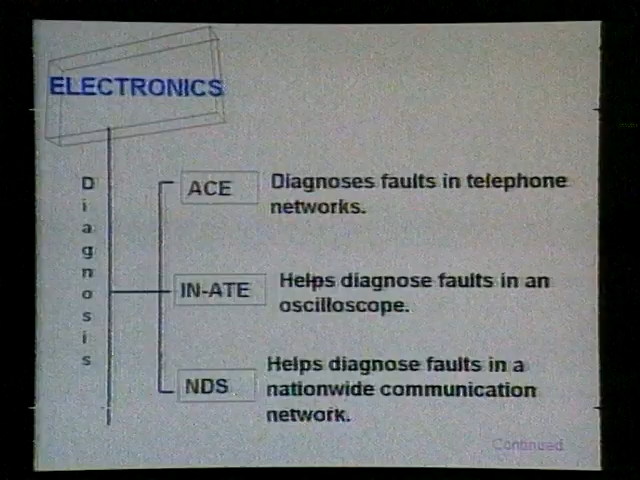 ELECTRONICS
Diagnosis
ACE
Diagnoses faults in telephone
networks.
IN-ATE
Helps diagnose faults in an
oscilloscope.
NDS
Helps diagnose faults in a
nationwide communication
network.
Continued